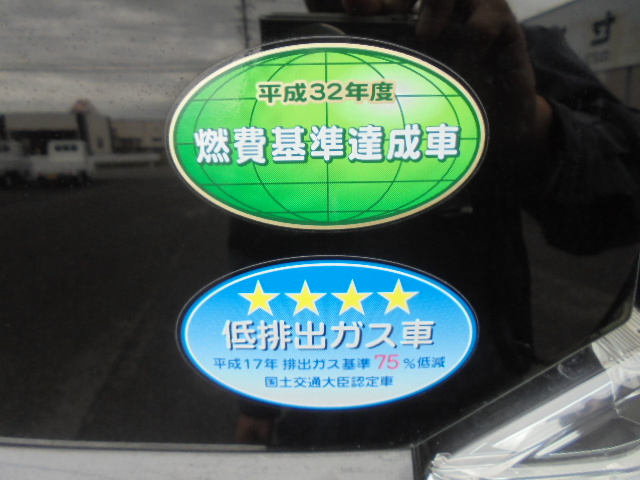 平成32年度
燃費基準達成車
★★★★
低排出ガス車
平成17年 排出ガス基準 75%低減
国土交通大臣認定車